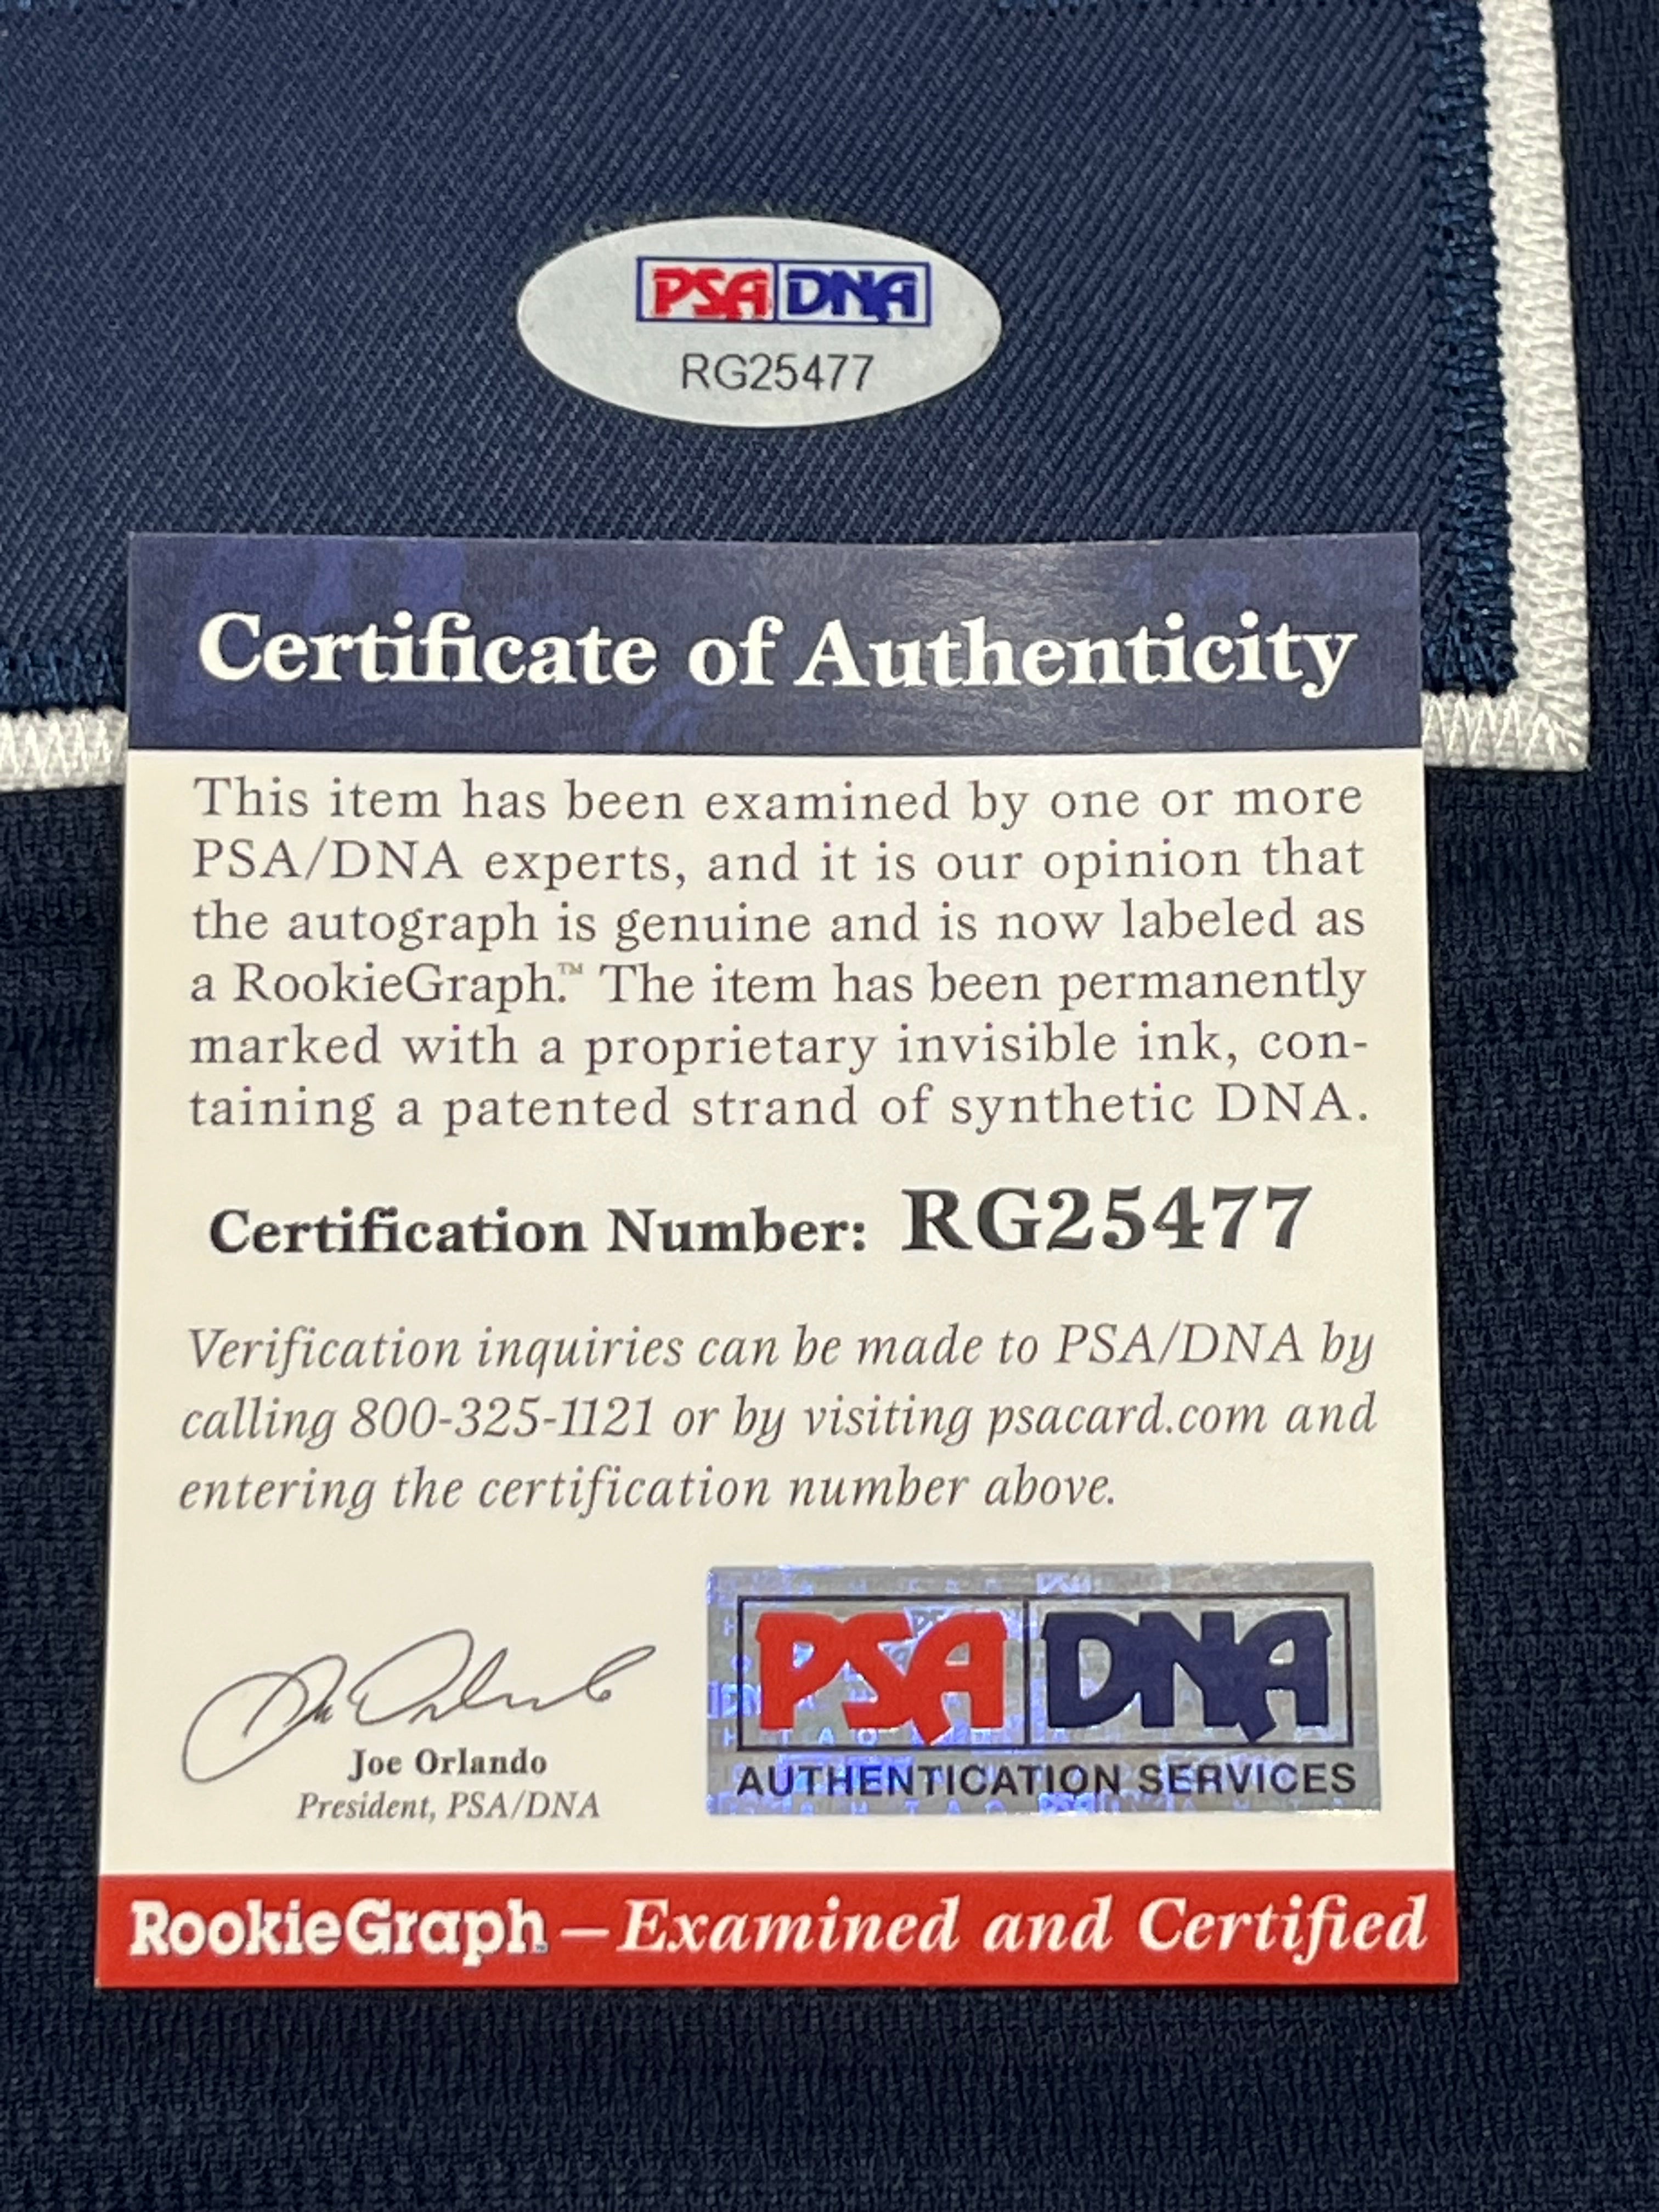 PSA DNA
RG25477
Certificate of Authenticity
This item has been examined by one or more
PSA/DNA experts, and it is our opinion that
the autograph is genuine and is now labeled as
a RookieGraph.™ The item has been permanently
marked with a proprietary invisible ink, con-
taining a patented strand of synthetic DNA.
Certification Number: RG25477
Verification inquiries can be made to PSA/DNA by
calling 800-325-1121 or by visiting psacard.com and
entering the certification number above.
Joe Orlando
President, PSA/DNA
PSA DNA
AUTHENTICATION SERVICES
RookieGraph™ – Examined and Certified